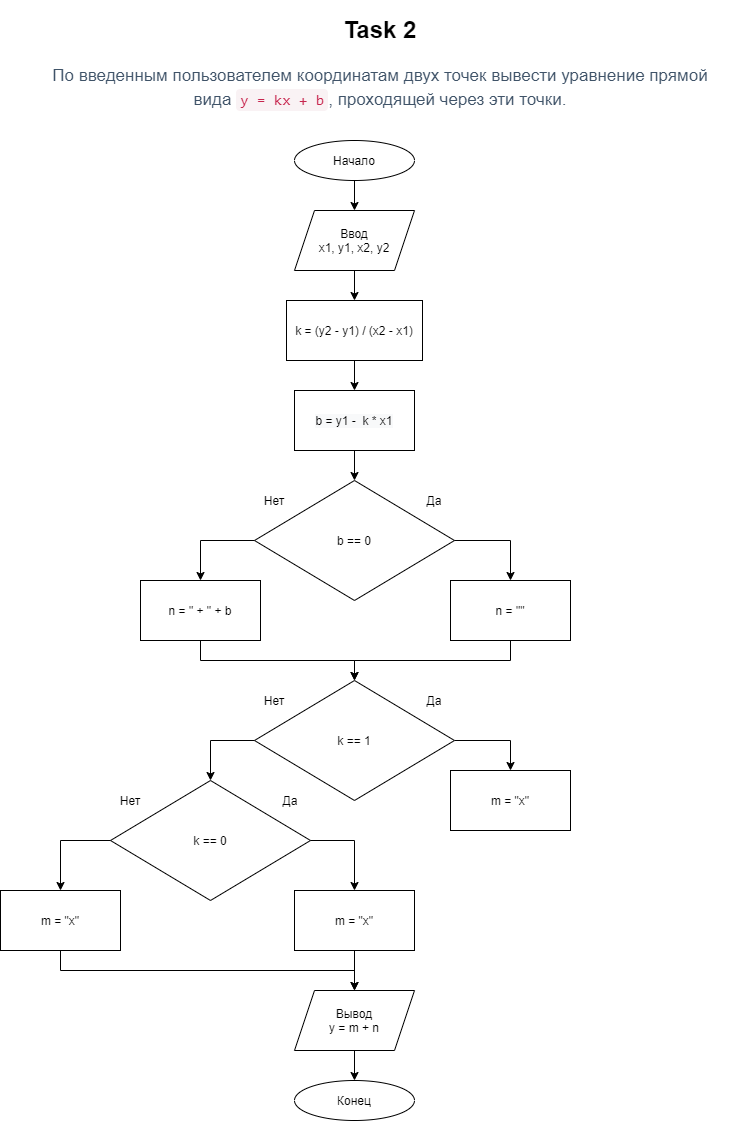 Task 2
По введенным пользователем координатам двух точек вывести уравнение прямой
вида y = kx + b, проходящей через эти точки.
Начало
Ввод
x1, y1, x2, y2
k = (y2 - y1) / (x2 - x1)
b = y1 - k * x1
Нет
Да
b == 0
n = " + " + b
n = ""
Нет
Да
k == 1
m = "x"
Нет
Да
k == 0
m = "x"
m = "x"
Вывод
y = m + n
Конец